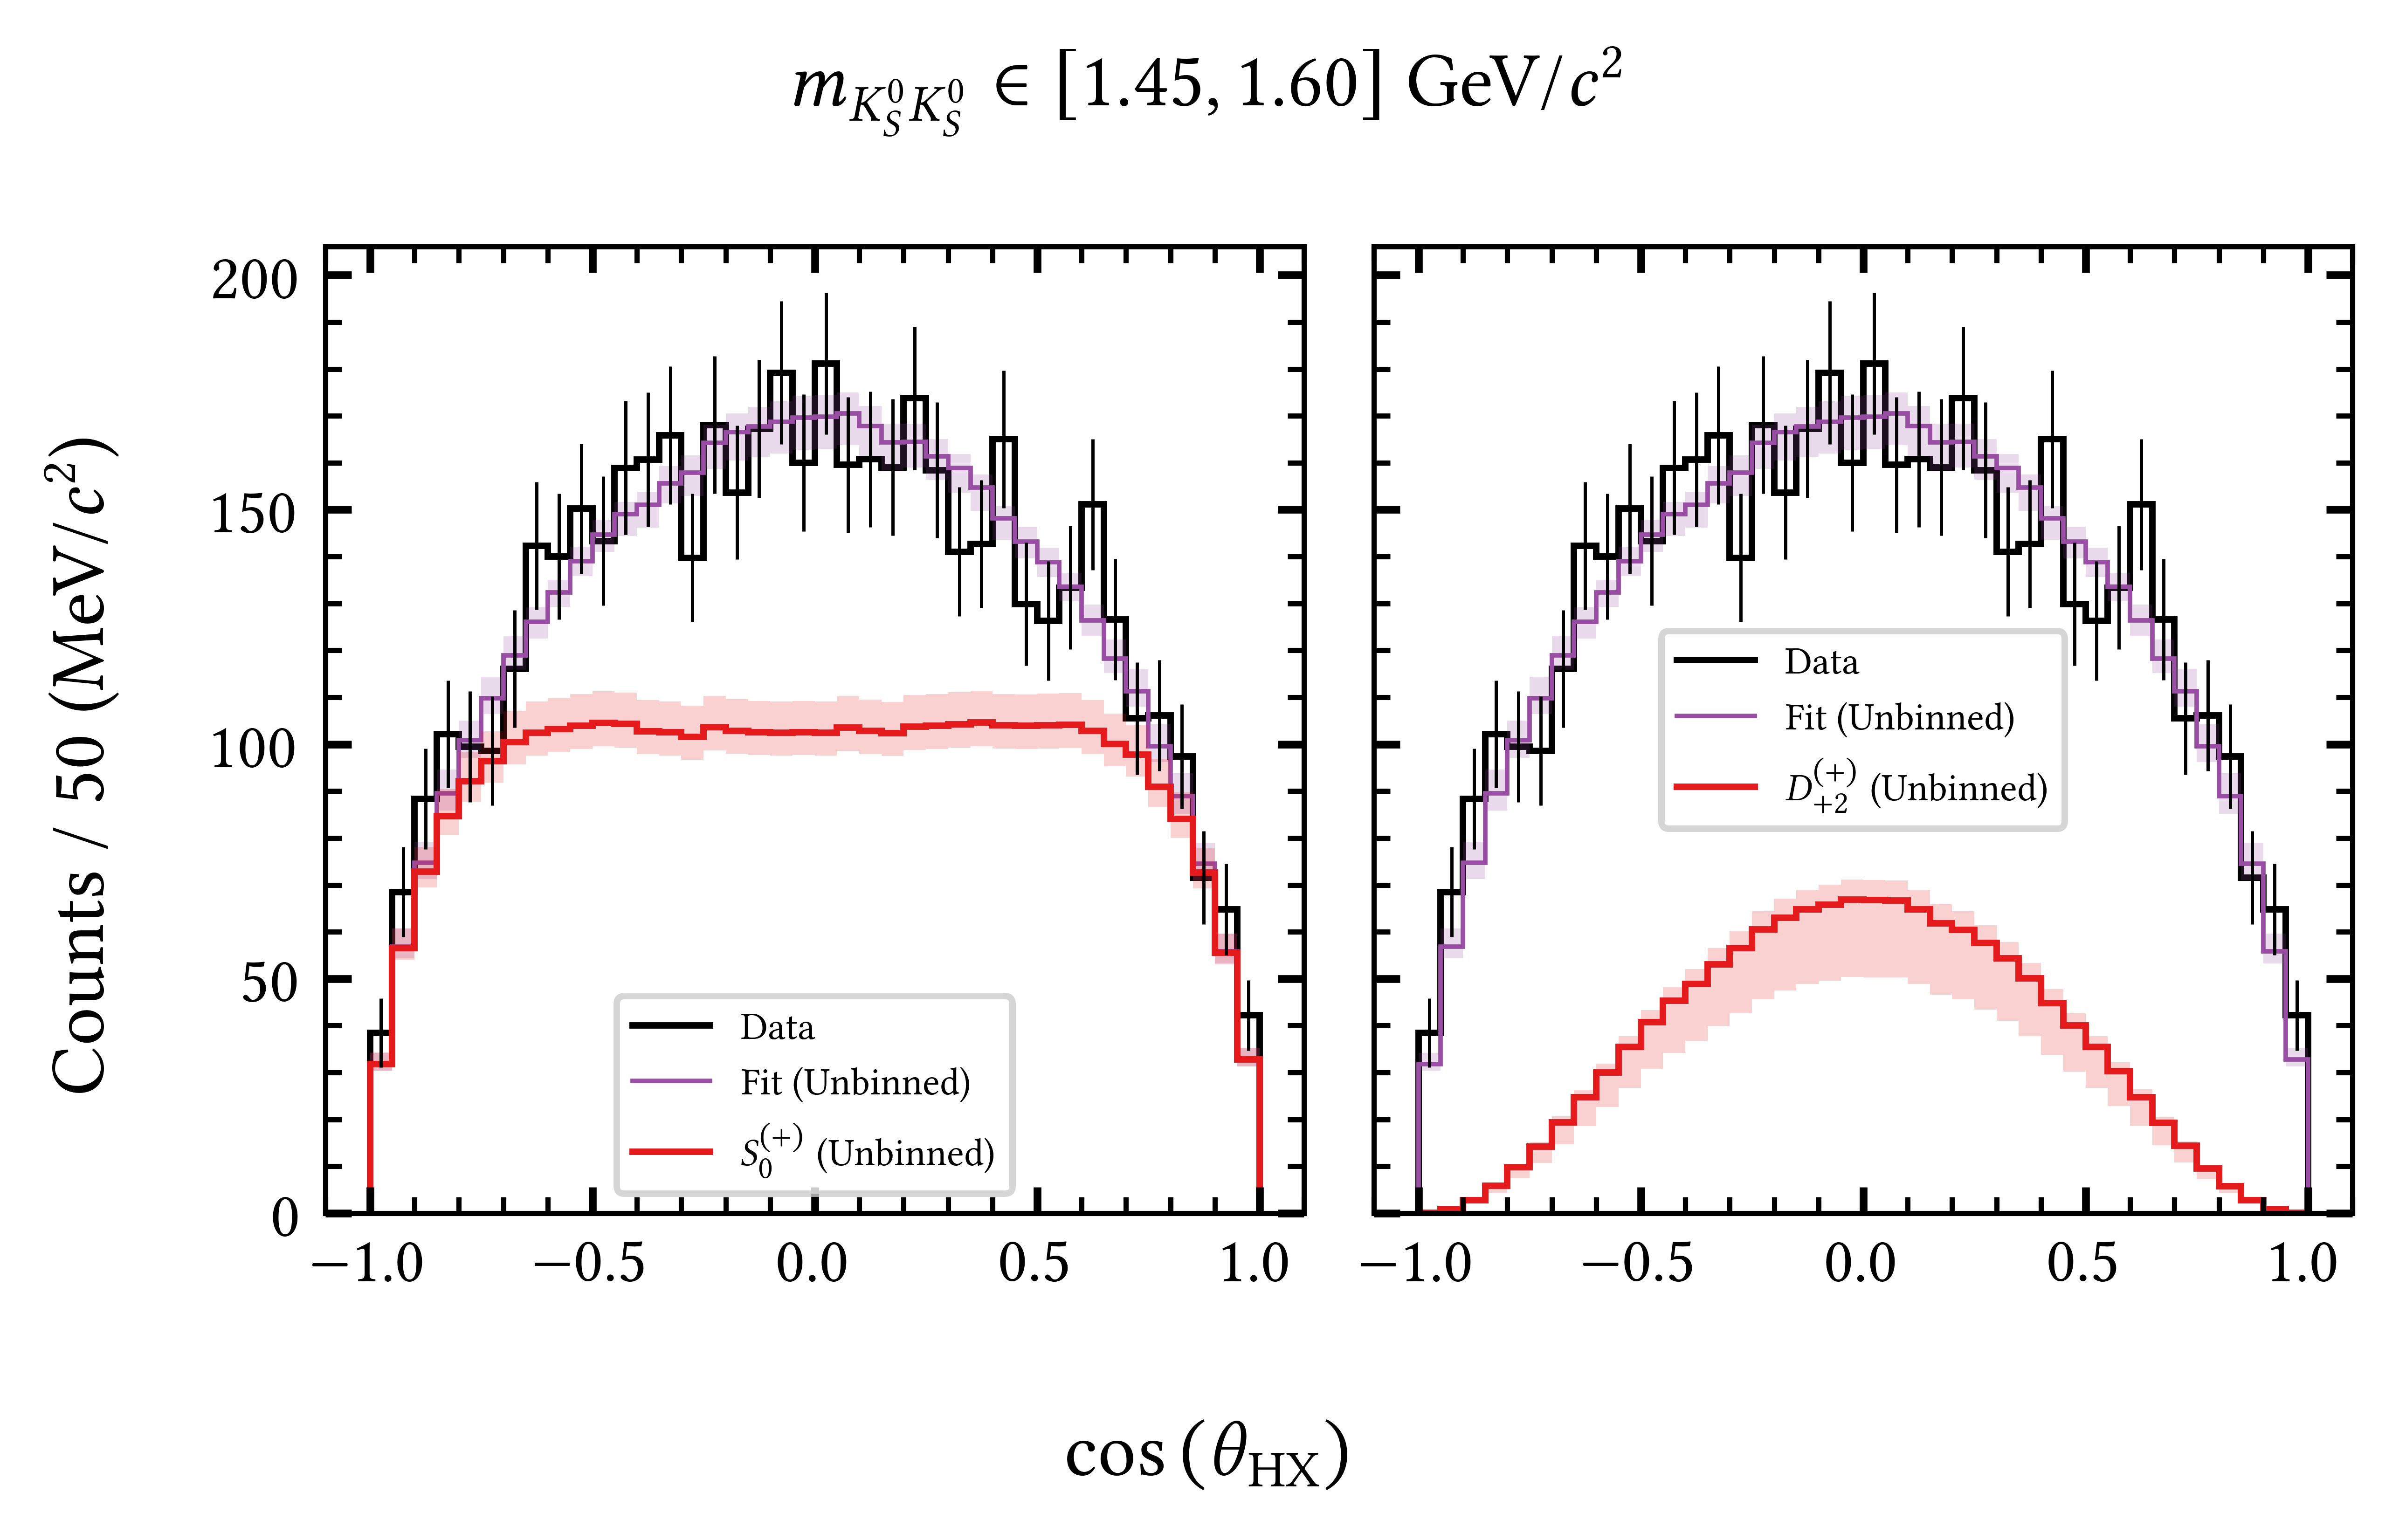 m_{K_S^0 K_S^0} ∈ [1.45, 1.60] GeV/c²
Counts / 50 (MeV/c²)
200
150
100
50
0
Data
Fit (Unbinned)
S_0^{(+)} (Unbinned)
−1.0 −0.5 0.0 0.5 1.0
Data
Fit (Unbinned)
D_{+2}^{(+)} (Unbinned)
−1.0 −0.5 0.0 0.5 1.0
cos (θ_{HX})